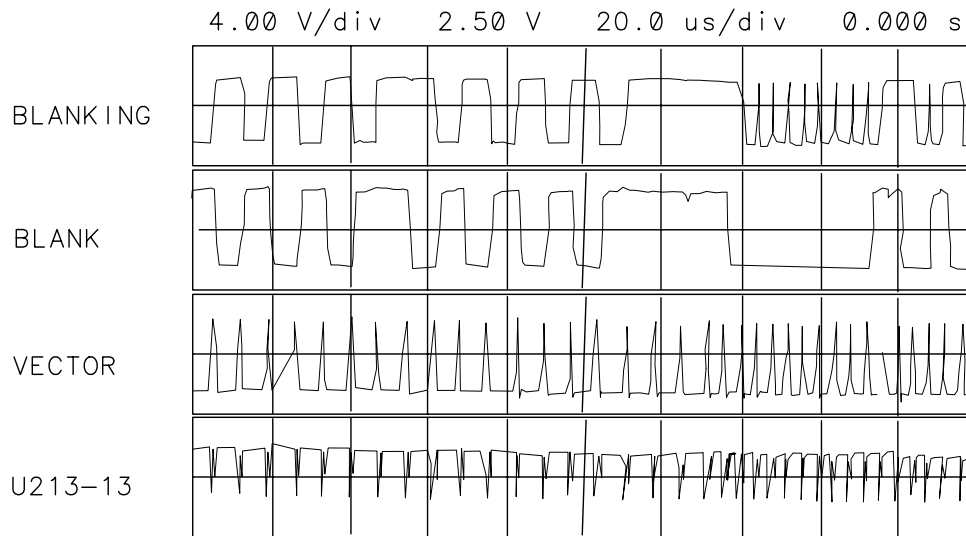 4.00 V/div 2.50 V 20.0 us/div 0.000 s
BLANKING
BLANK
VECTOR
U213-13